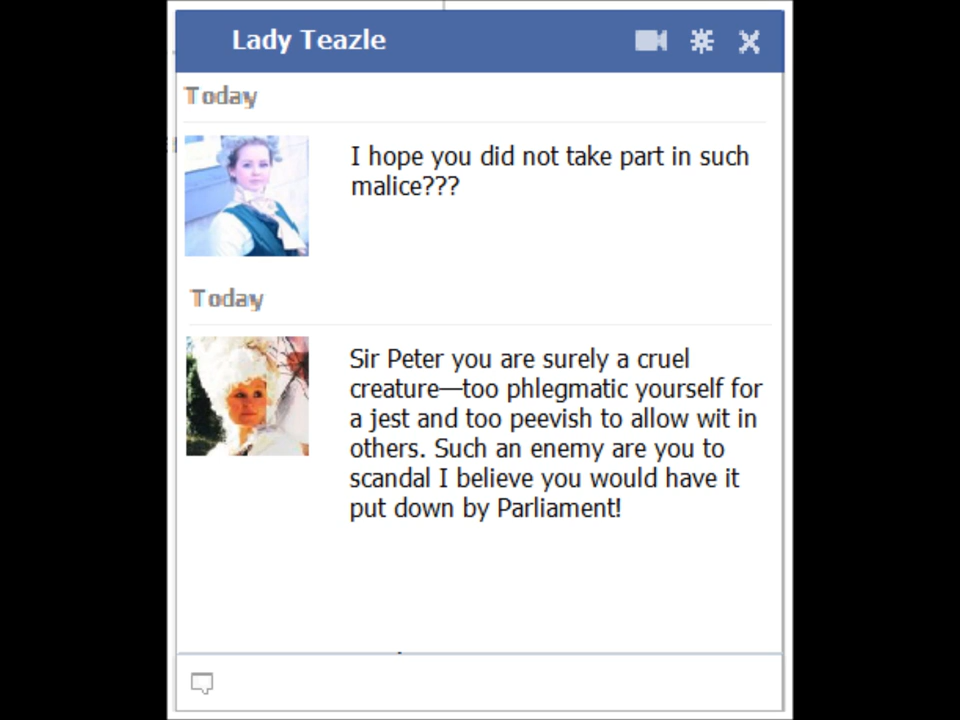 Lady Teazle
Today
I hope you did not take part in such
malice???
Today
Sir Peter you are surely a cruel
creature—too phlegmatic yourself for
a jest and too peevish to allow wit in
others. Such an enemy are you to
scandal I believe you would have it
put down by Parliament!